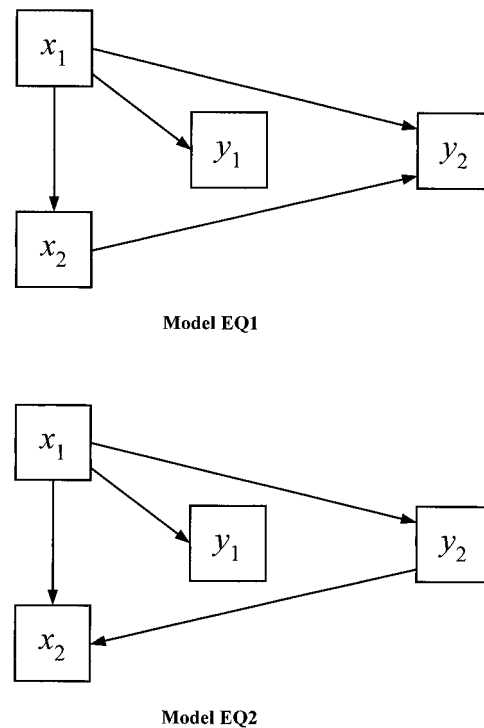 x₁
y₁
y₂
x₂
Model EQ1
x₁
y₁
y₂
x₂
Model EQ2